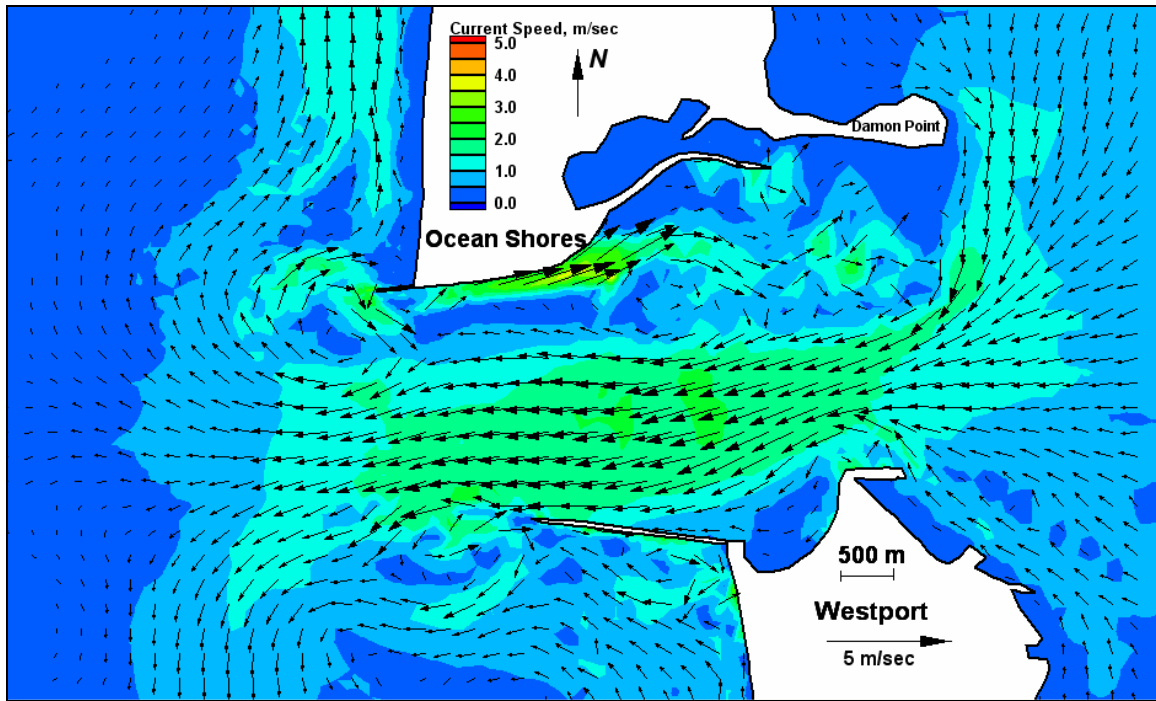 Current Speed, m/sec
5.0
4.0
3.0
2.0
1.0
0.0
N
Damon Point
Ocean Shores
500 m
Westport
5 m/sec